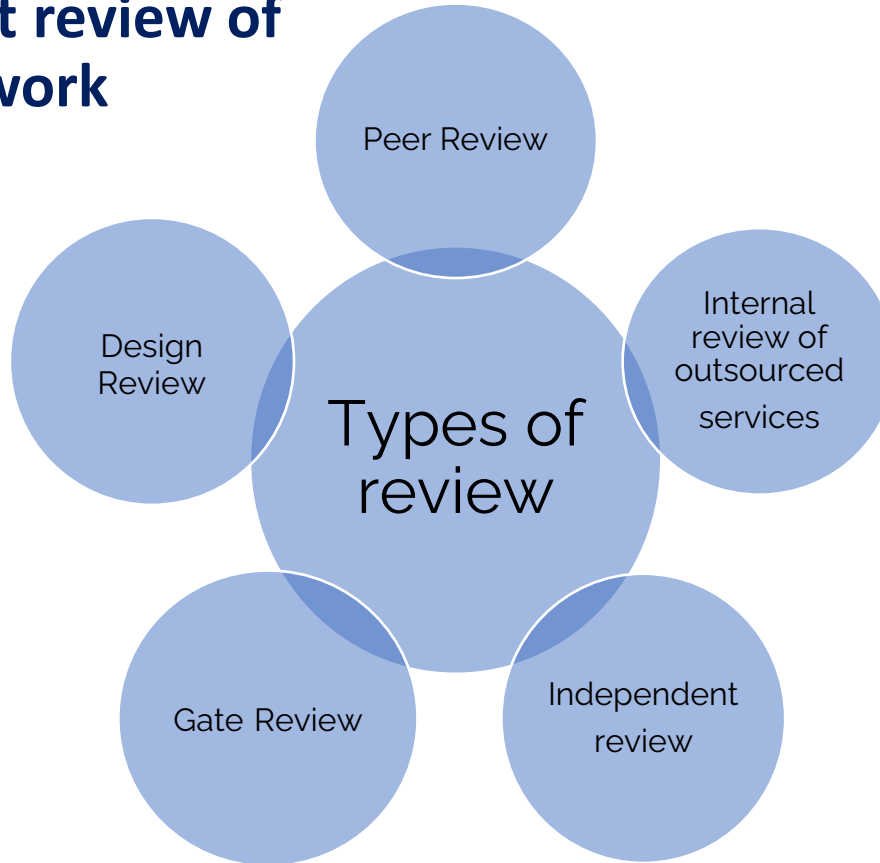 t review of
work
Peer Review
Design
Review
Internal
review of
outsourced
services
Types of
review
Gate Review
Independent
review